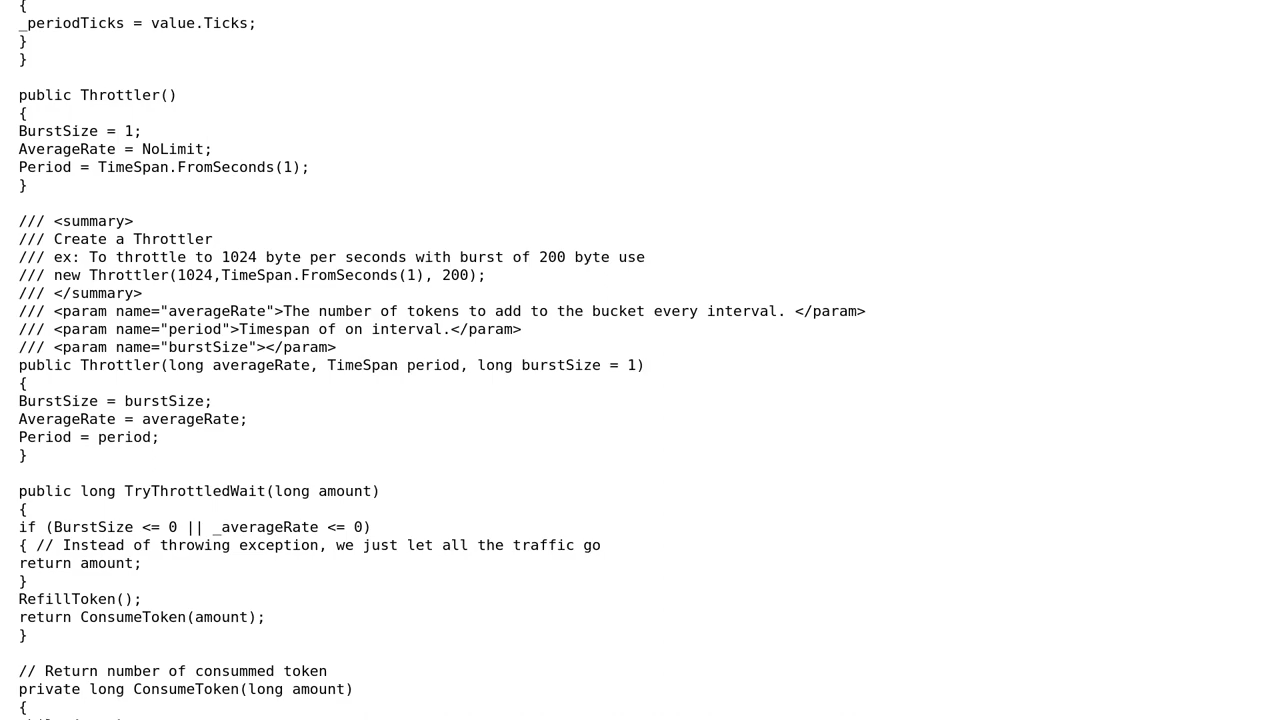 {
_periodTicks = value.Ticks;
}
}
public Throttler()
{
BurstSize = 1;
AverageRate = NoLimit;
Period = TimeSpan.FromSeconds(1);
}
/// <summary>
/// Create a Throttler
/// ex: To throttle to 1024 byte per seconds with burst of 200 byte use
/// new Throttler(1024,TimeSpan.FromSeconds(1), 200);
/// </summary>
/// <param name="averageRate">The number of tokens to add to the bucket every interval. </param>
/// <param name="period">Timespan of on interval.</param>
/// <param name="burstSize"></param>
public Throttler(long averageRate, TimeSpan period, long burstSize = 1)
{
BurstSize = burstSize;
AverageRate = averageRate;
Period = period;
}
public long TryThrottledWait(long amount)
{
if (BurstSize <= 0 || _averageRate <= 0)
{ // Instead of throwing exception, we just let all the traffic go
return amount;
}
RefillToken();
return ConsumeToken(amount);
}
// Return number of consummed token
private long ConsumeToken(long amount)
{